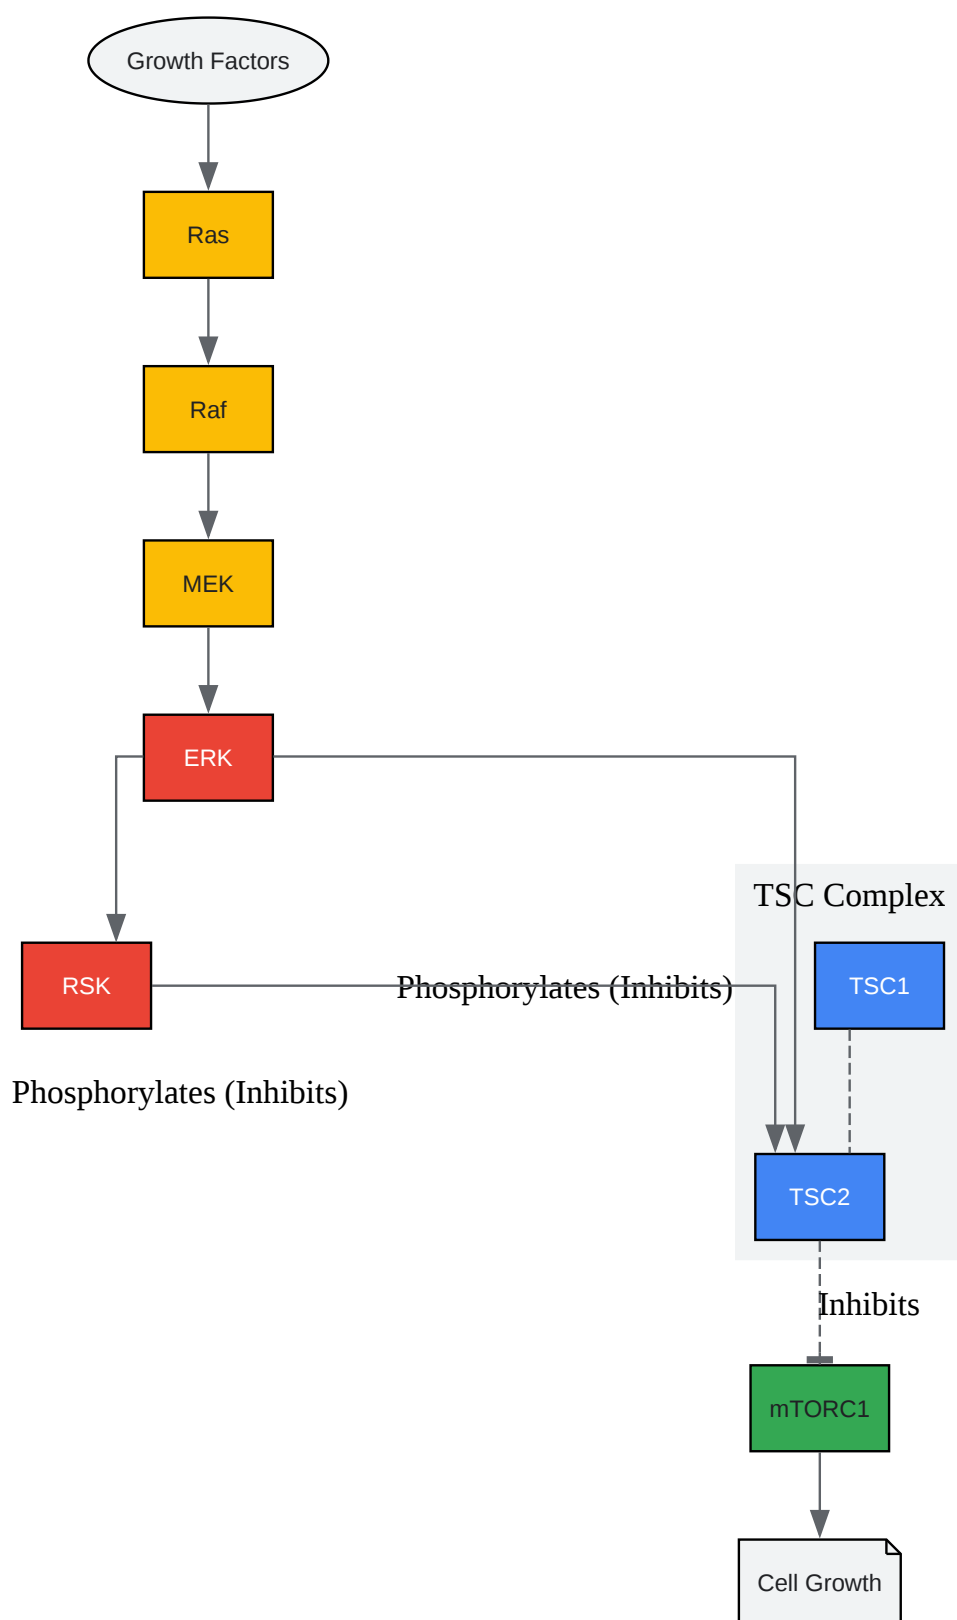 Growth Factors
Ras
Raf
MEK
ERK
TSC Complex
RSK
Phosphorylates (Inhibits)
TSC1
Phosphorylates (Inhibits)
TSC2
Inhibits
mTORC1
Cell Growth